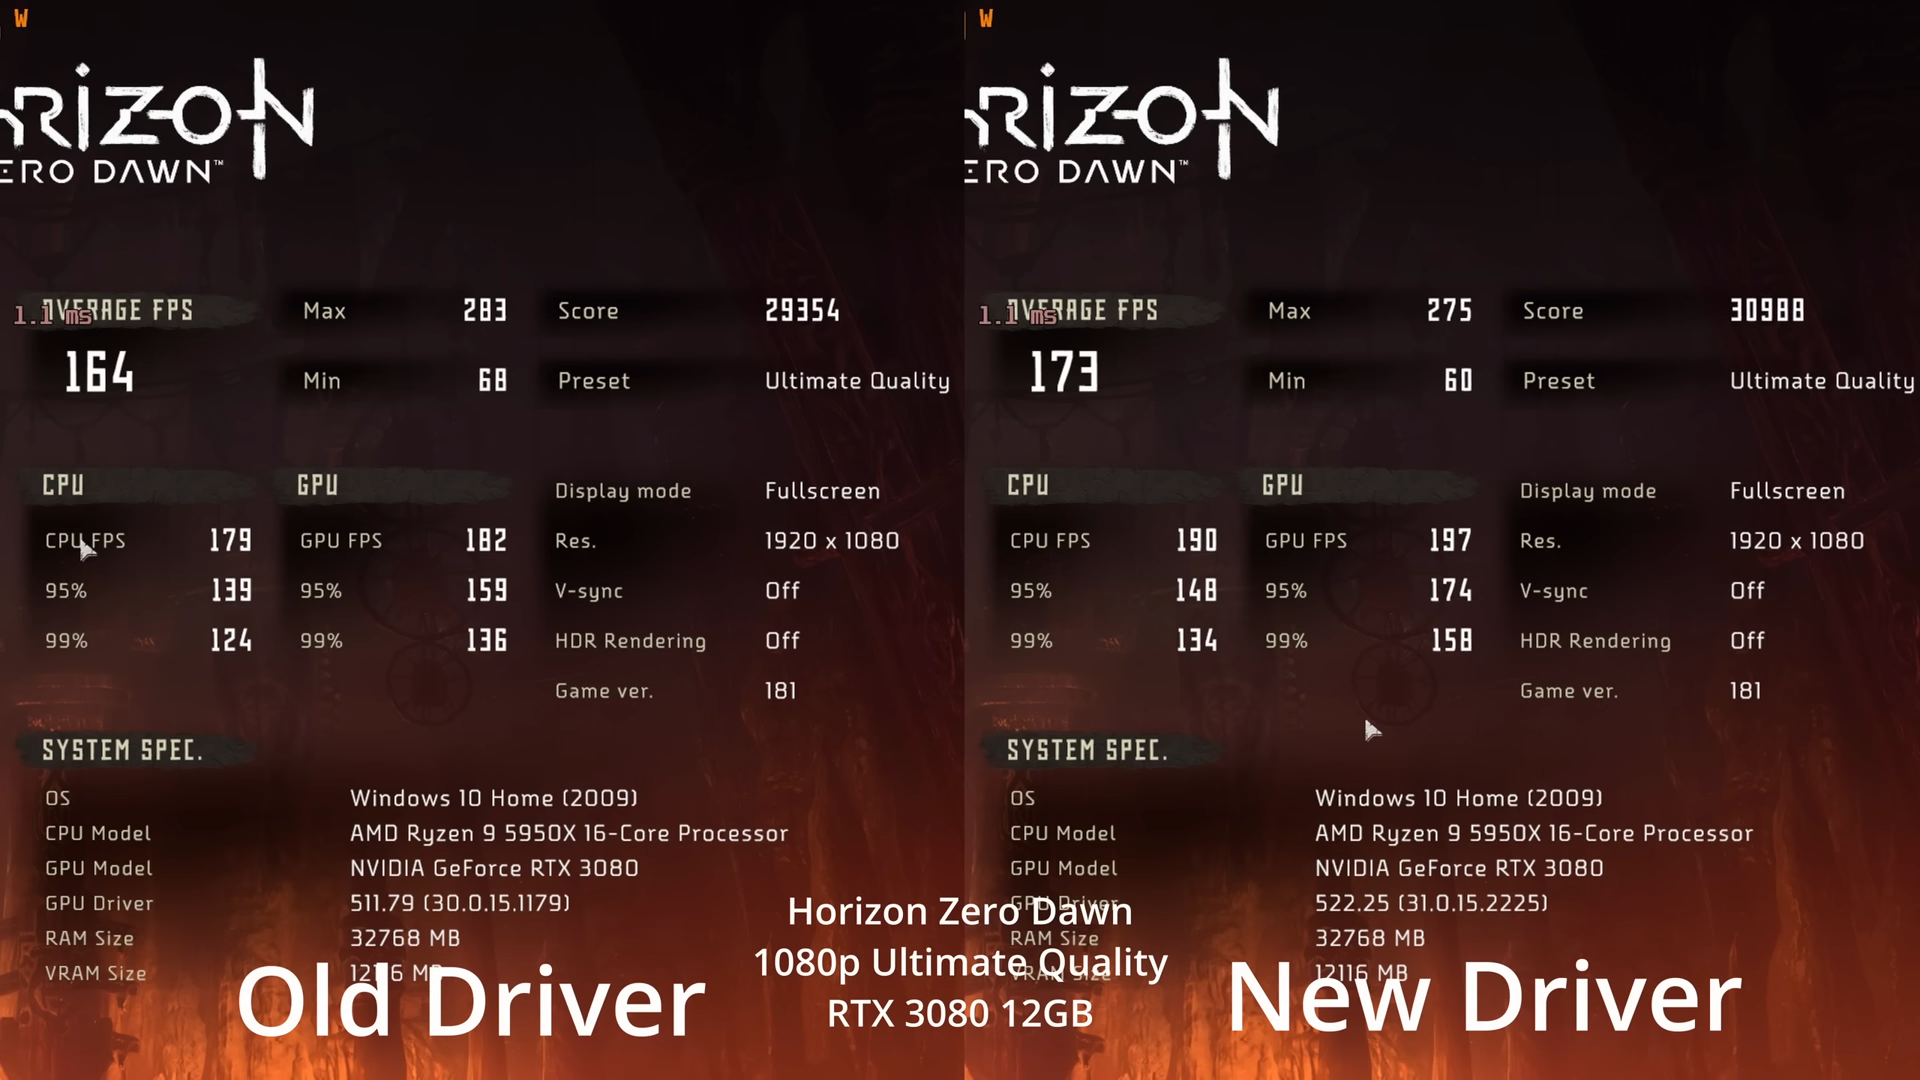 W
ORIZON
ERO DAWN™
AVERAGE FPS
1.1 ms
164
Max 283
Min 68
Score 29354
Preset Ultimate Quality
CPU
CPU FPS 179
95% 139
99% 124
GPU
GPU FPS 182
95% 159
99% 136
Display mode Fullscreen
Res. 1920 x 1080
V-sync Off
HDR Rendering Off
Game ver. 181
SYSTEM SPEC.
OS Windows 10 Home (2009)
CPU Model AMD Ryzen 9 5950X 16-Core Processor
GPU Model NVIDIA GeForce RTX 3080
GPU Driver 511.79 (30.0.15.1179)
RAM Size 32768 MB
VRAM Size 12116 MB
Old Driver
W
RIZON
ERO DAWN™
AVERAGE FPS
1.1 ms
173
Max 275
Min 60
Score 30988
Preset Ultimate Quality
CPU
CPU FPS 190
95% 148
99% 134
GPU
GPU FPS 197
95% 174
99% 158
Display mode Fullscreen
Res. 1920 x 1080
V-sync Off
HDR Rendering Off
Game ver. 181
SYSTEM SPEC.
OS Windows 10 Home (2009)
CPU Model AMD Ryzen 9 5950X 16-Core Processor
GPU Model NVIDIA GeForce RTX 3080
GPU Driver 522.25 (31.0.15.2225)
RAM Size 32768 MB
VRAM Size 12116 MB
New Driver
Horizon Zero Dawn
1080p Ultimate Quality
RTX 3080 12GB